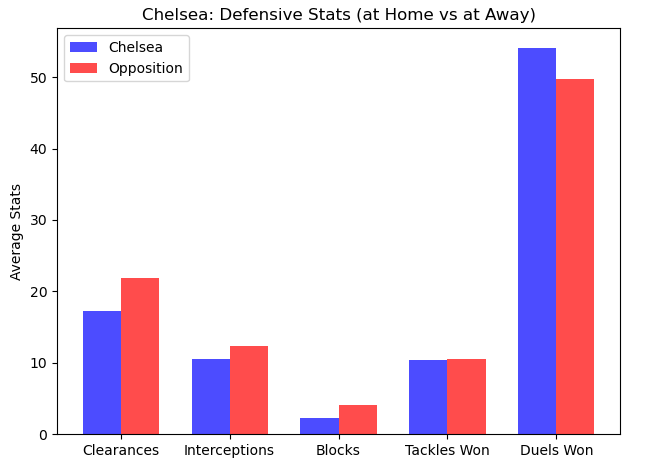 Chelsea: Defensive Stats (at Home vs at Away)
Chelsea
Opposition
Average Stats
50
40
30
20
10
0
Clearances Interceptions Blocks Tackles Won Duels Won